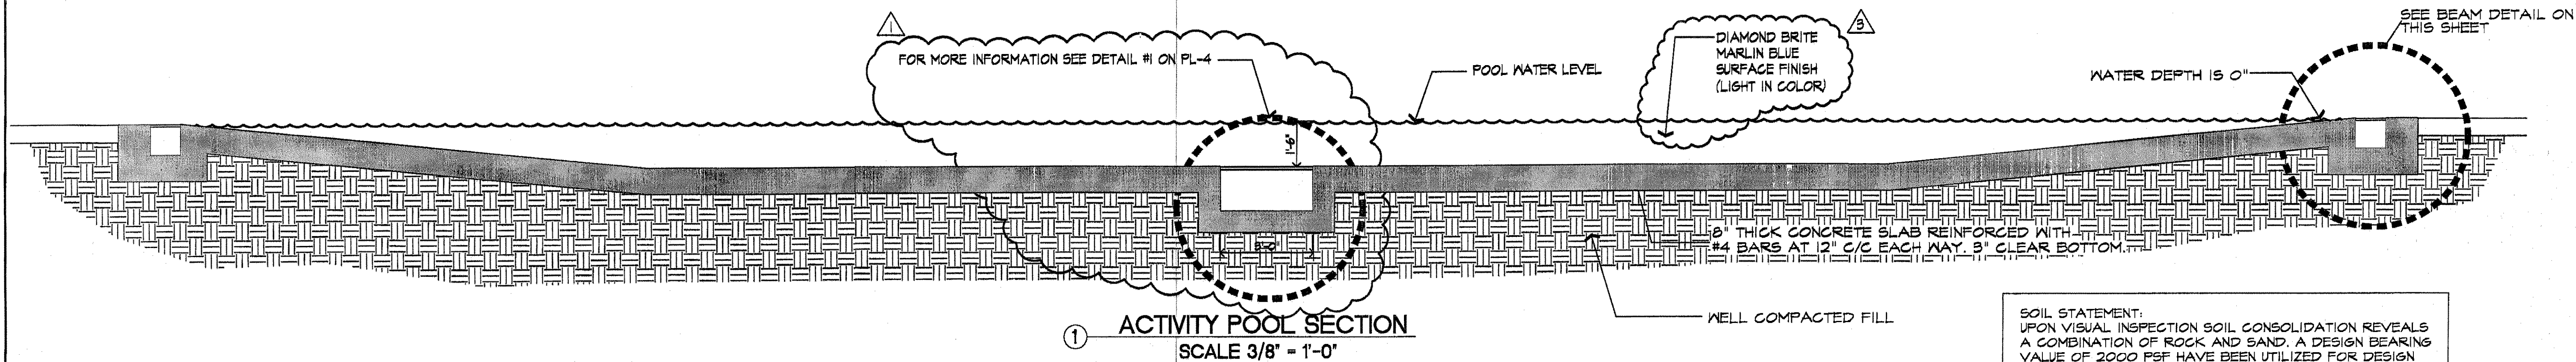 1
FOR MORE INFORMATION SEE DETAIL #1 ON PL-4
POOL WATER LEVEL
DIAMOND BRITE
MARLIN BLUE
SURFACE FINISH
(LIGHT IN COLOR)
3
SEE BEAM DETAIL ON
THIS SHEET
WATER DEPTH IS 0"
1'-6"
8" THICK CONCRETE SLAB REINFORCED WITH
#4 BARS AT 12" C/C EACH WAY. 3" CLEAR BOTTOM.
WELL COMPACTED FILL
1 ACTIVITY POOL SECTION
SCALE 3/8" = 1'-0"
SOIL STATEMENT:
UPON VISUAL INSPECTION SOIL CONSOLIDATION REVEALS
A COMBINATION OF ROCK AND SAND. A DESIGN BEARING
VALUE OF 2000 PSF HAVE BEEN UTILIZED FOR DESIGN